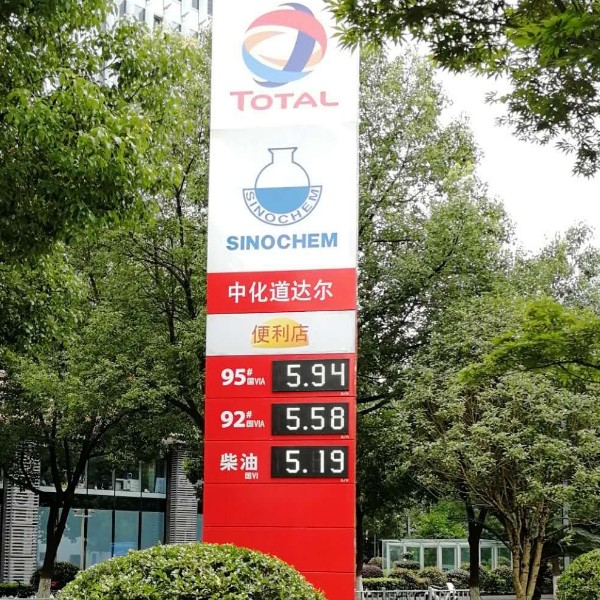 TOTAL
SINOCHEM
SINOCHEM
中化道达尔
便利店
95# 国VIA 5.94
92# 国VIA 5.58
柴油 国VI 5.19